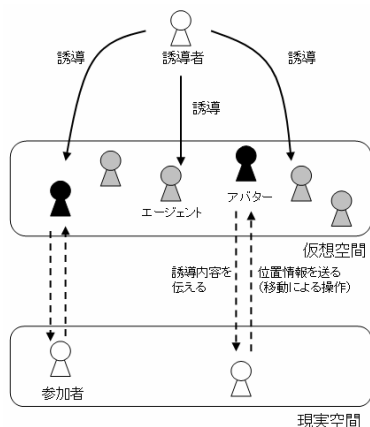 誘導
誘導者
誘導
誘導
エージェント
アバター
仮想空間
誘導内容を
伝える
位置情報を送る
(移動による操作)
参加者
現実空間